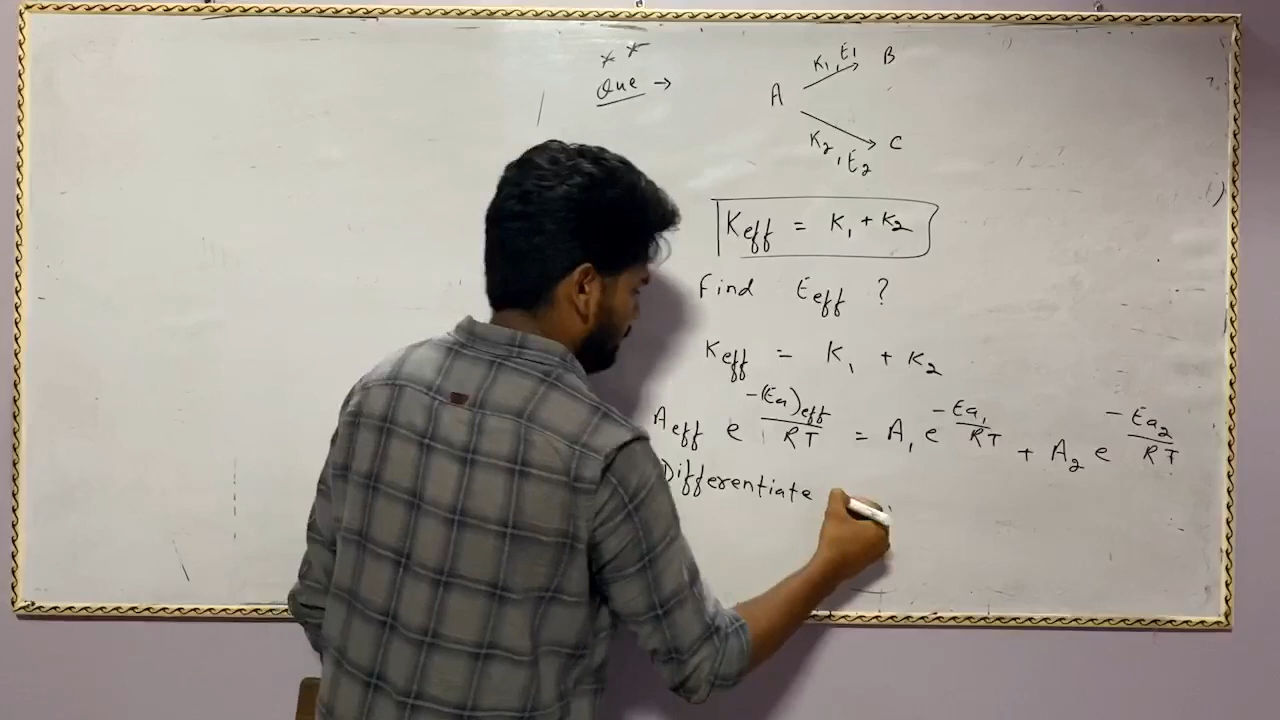 * *
Que →
K1, E1 B
A
K2, E2 C
Keff = K1 + K2
Find Eeff ?
Keff = K1 + K2
Aeff e^(-(Ea)eff/RT) = A1 e^(-Ea1/RT) + A2 e^(-Ea2/RT)
Differentiate